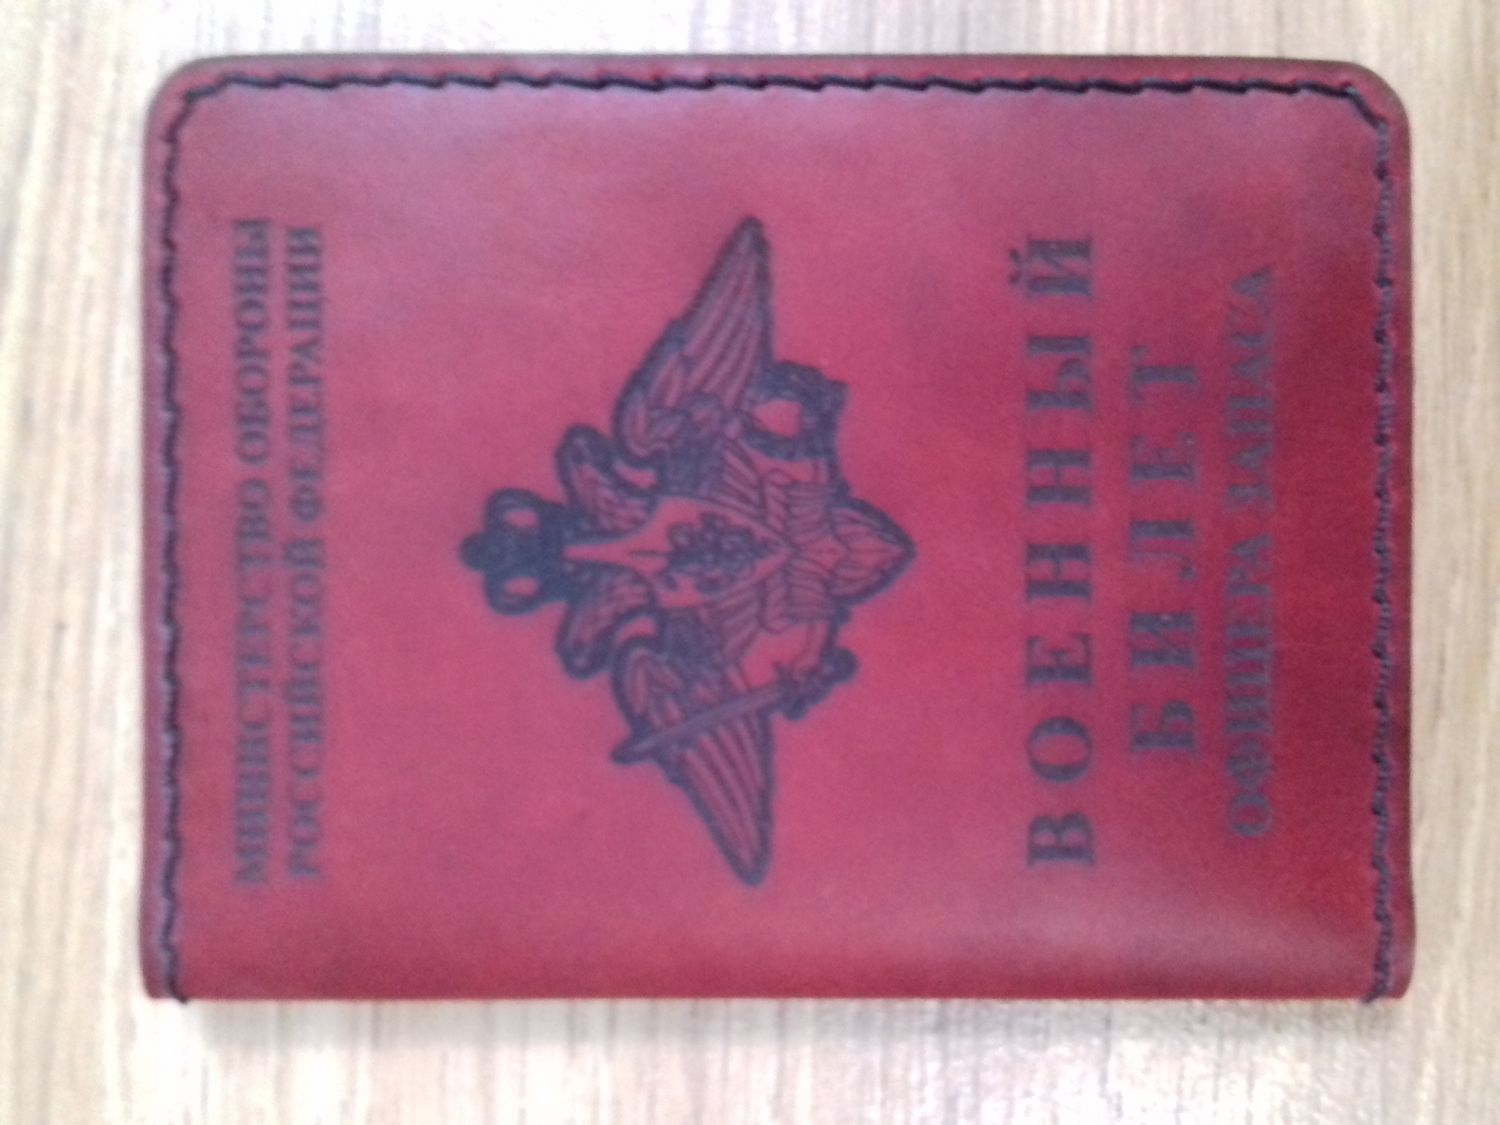 МИНИСТЕРСТВО ОБОРОНЫ
РОССИЙСКОЙ ФЕДЕРАЦИИ
ВОЕННЫЙ
БИЛЕТ
ОФИЦЕРА ЗАПАСА